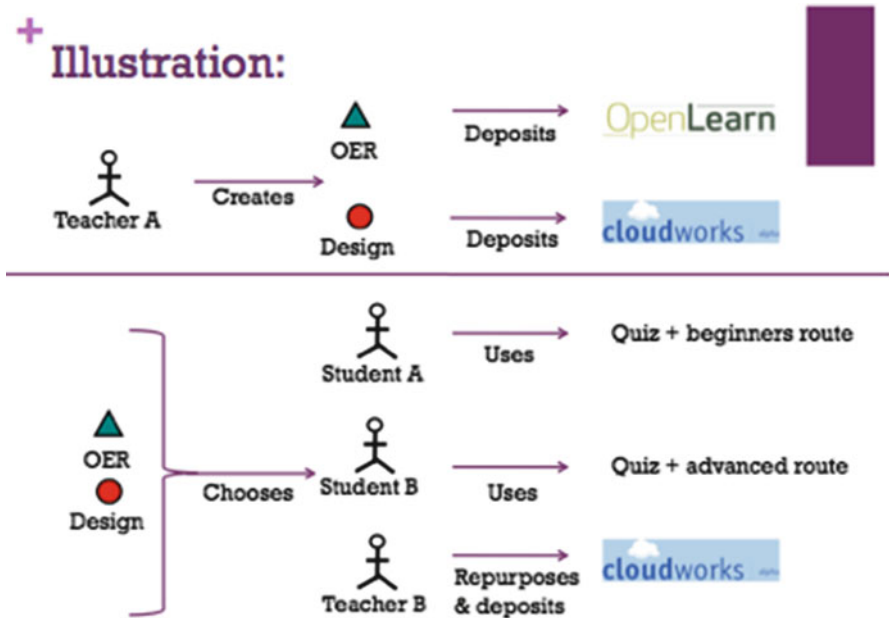 +
Illustration:
OER
Deposits
OpenLearn
Teacher A
Creates
Design
Deposits
cloudworks
Student A
Uses
Quiz + beginners route
OER
Design
Chooses
Student B
Uses
Quiz + advanced route
Teacher B
Repurposes
& deposits
cloudworks